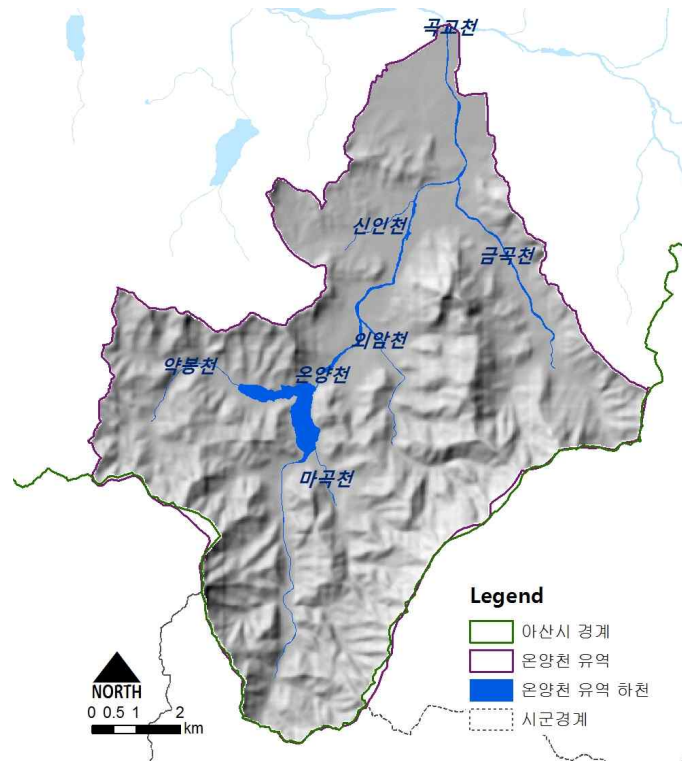 곡교천
신인천
금곡천
외암천
약봉천
온양천
마곡천
Legend
아산시 경계
온양천 유역
온양천 유역 하천
시군경계
NORTH
0 0.5 1 2
km